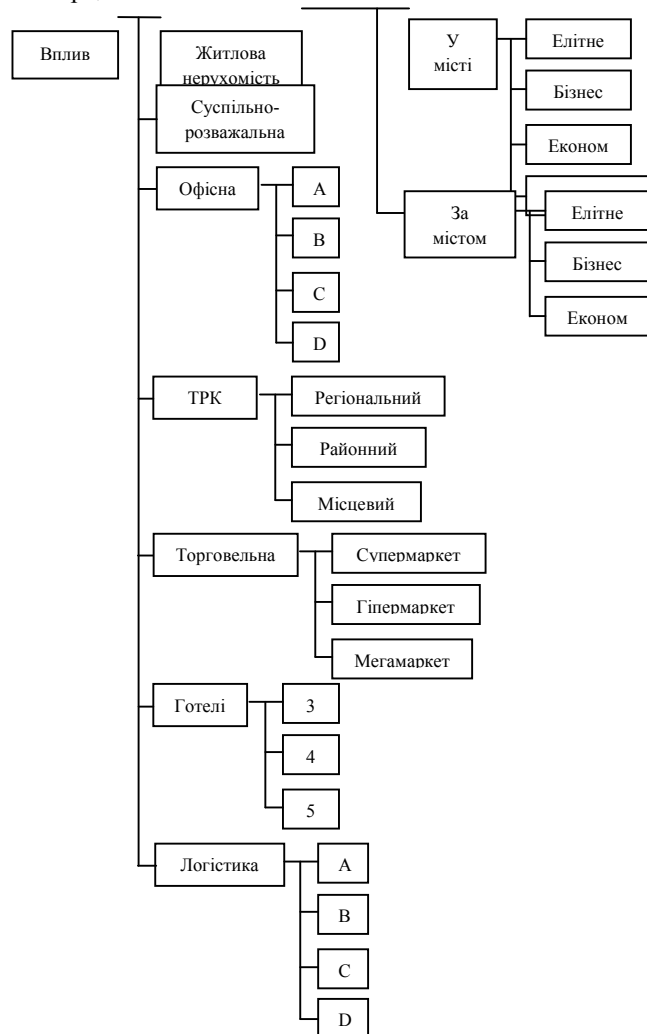 Вплив
Житлова
нерухомість
Суспільно-
розважальна
Офісна
A
B
C
D
ТРК
Регіональний
Районний
Місцевий
Торговельна
Супермаркет
Гіпермаркет
Мегамаркет
Готелі
3
4
5
Логістика
A
B
C
D
У
місті
Елітне
Бізнес
Економ
За
містом
Елітне
Бізнес
Економ